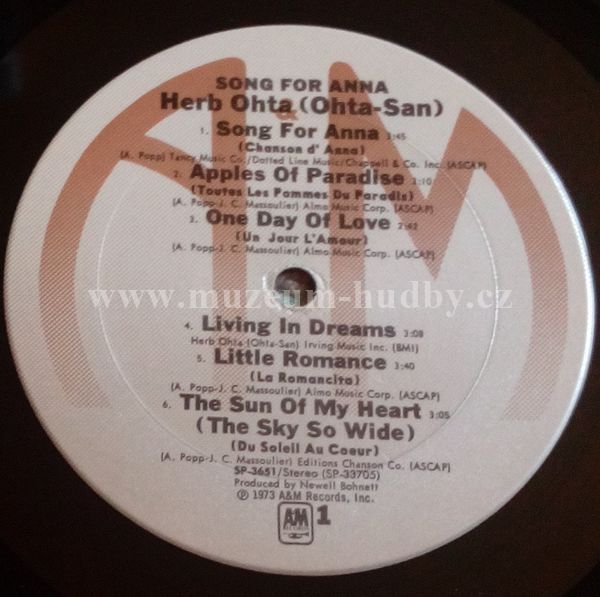 SONG FOR ANNA
Herb Ohta (Ohta-San)
1. Song For Anna 3:45
(Chanson d' Anna)
(A. Popp) Tancy Music Co./Dotted Line Music/Chappell & Co. Inc. (ASCAP)
2. Apples Of Paradise 3:10
(Toutes Les Pommes Du Paradis)
(A. Popp-J. C. Massoulier) Almo Music Corp. (ASCAP)
3. One Day Of Love 2:42
(Un Jour L'Amour)
(A. Popp-J. C. Massoulier) Almo Music Corp. (ASCAP)
www.muzeum-hudby.cz
4. Living In Dreams 3:08
Herb Ohta (Ohta-San) Irving Music Inc. (BMI)
5. Little Romance 3:40
(La Romancita)
(A. Popp-J. C. Massoulier) Almo Music Corp. (ASCAP)
6. The Sun Of My Heart 3:05
(The Sky So Wide)
(Du Soleil Au Coeur)
(A. Popp-J. C. Massoulier) Editions Chanson Co. (ASCAP)
SP-3651/Stereo (SP-33705)
Produced by Newell Bohnett
℗ 1973 A&M Records, Inc.
A&M
RECORDS
1